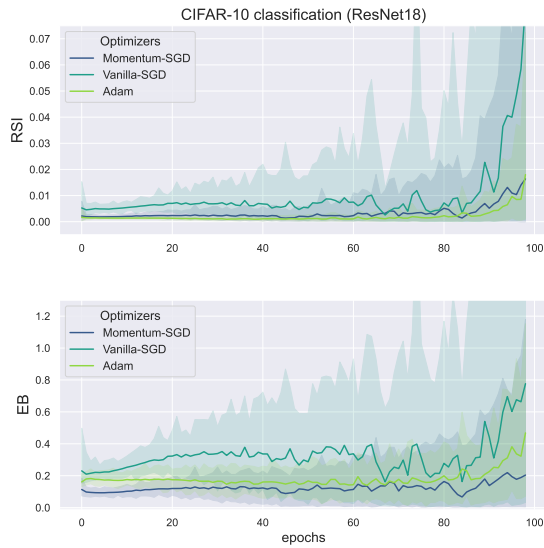 CIFAR-10 classification (ResNet18)
RSI
0.07
0.06
0.05
0.04
0.03
0.02
0.01
0.00
Optimizers
Momentum-SGD
Vanilla-SGD
Adam
0 20 40 60 80 100
EB
1.2
1.0
0.8
0.6
0.4
0.2
0.0
Optimizers
Momentum-SGD
Vanilla-SGD
Adam
0 20 40 60 80 100
epochs